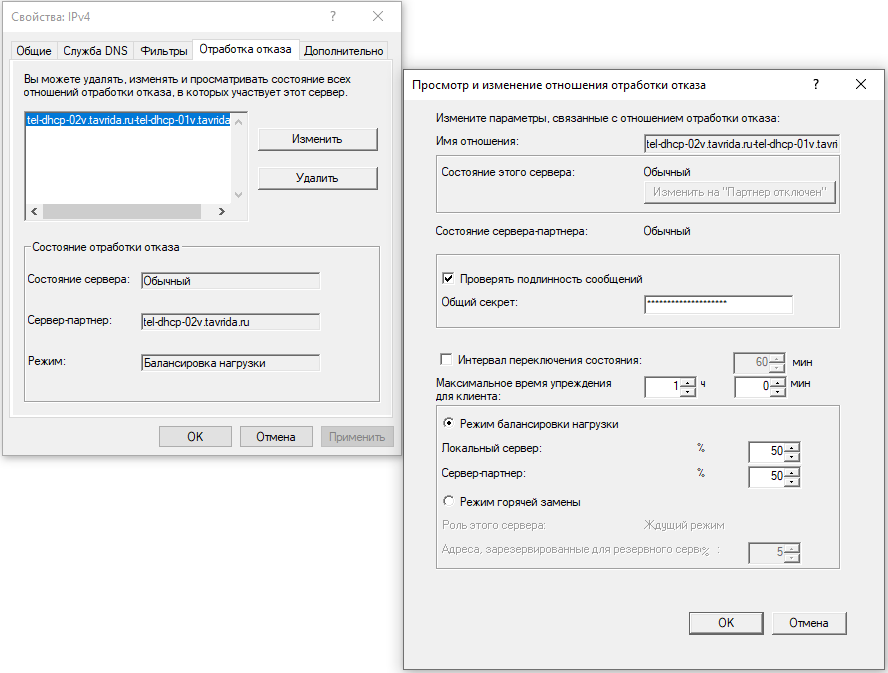 Свойства: IPv4
?
Общие
Служба DNS
Фильтры
Отработка отказа
Дополнительно
Вы можете удалять, изменять и просматривать состояние всех
отношений отработки отказа, в которых участвует этот сервер.
tel-dhcp-02v.tavrida.ru-tel-dhcp-01v.tavrida
Изменить
Удалить
Состояние отработки отказа
Состояние сервера:
Обычный
Сервер-партнер:
tel-dhcp-02v.tavrida.ru
Режим:
Балансировка нагрузки
OK
Отмена
Применить
Просмотр и изменение отношения отработки отказа
?
Измените параметры, связанные с отношением отработки отказа:
Имя отношения:
tel-dhcp-02v.tavrida.ru-tel-dhcp-01v.tavri
Состояние этого сервера:
Обычный
Изменить на "Партнер отключен"
Состояние сервера-партнера:
Обычный
Проверять подлинность сообщений
Общий секрет:
*******************
Интервал переключения состояния:
60
мин
Максимальное время упреждения
для клиента:
1
ч
0
мин
Режим балансировки нагрузки
Локальный сервер:
%
50
Сервер-партнер:
%
50
Режим горячей замены
Роль этого сервера:
Ждущий режим
Адреса, зарезервированные для резервного серв
% :
5
OK
Отмена